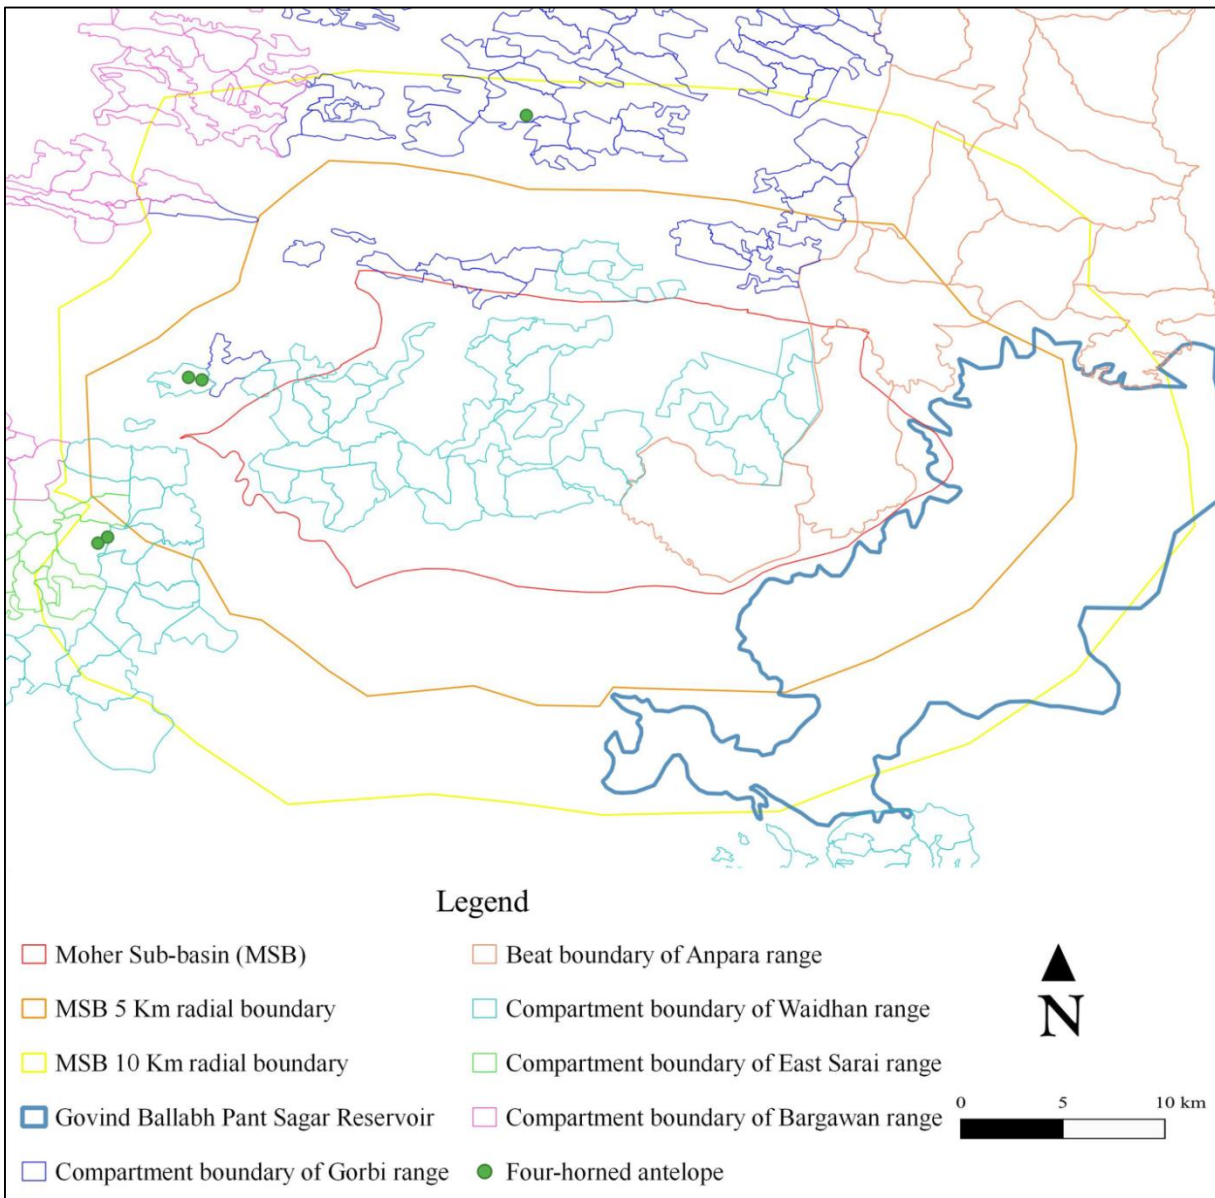 Legend
Moher Sub-basin (MSB)
MSB 5 Km radial boundary
MSB 10 Km radial boundary
Govind Ballabh Pant Sagar Reservoir
Compartment boundary of Gorbi range
Beat boundary of Anpara range
Compartment boundary of Waidhan range
Compartment boundary of East Sarai range
Compartment boundary of Bargawan range
Four-horned antelope
N
0 5 10 km